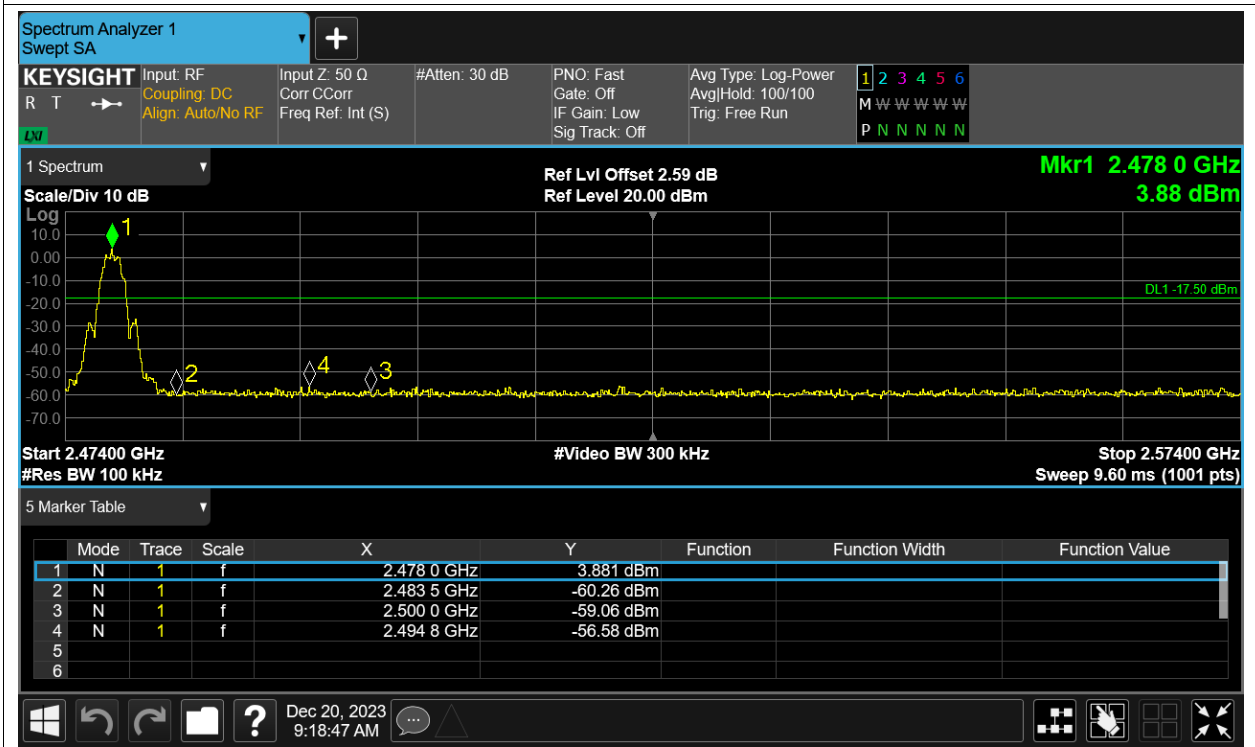 Spectrum Analyzer 1
Swept SA
KEYSIGHT Input: RF Input Z: 50 Ω #Atten: 30 dB PNO: Fast Avg Type: Log-Power 1 2 3 4 5 6
R T Coupling: DC Corr CCorr Gate: Off Avg|Hold: 100/100 M W W W W W
Align: Auto/No RF Freq Ref: Int (S) IF Gain: Low Trig: Free Run
LXI Sig Track: Off P N N N N N
1 Spectrum Ref Lvl Offset 2.59 dB Mkr1 2.478 0 GHz
Scale/Div 10 dB Ref Level 20.00 dBm 3.88 dBm
Log
10.0 1
0.00
-10.0
DL1 -17.50 dBm
-20.0
-30.0
-40.0
-50.0 2 4 3
-60.0
-70.0
Start 2.47400 GHz #Video BW 300 kHz Stop 2.57400 GHz
#Res BW 100 kHz Sweep 9.60 ms (1001 pts)
5 Marker Table
Mode Trace Scale X Y Function Function Width Function Value
1 N 1 f 2.478 0 GHz 3.881 dBm
2 N 1 f 2.483 5 GHz -60.26 dBm
3 N 1 f 2.500 0 GHz -59.06 dBm
4 N 1 f 2.494 8 GHz -56.58 dBm
5
6
? Dec 20, 2023
9:18:47 AM